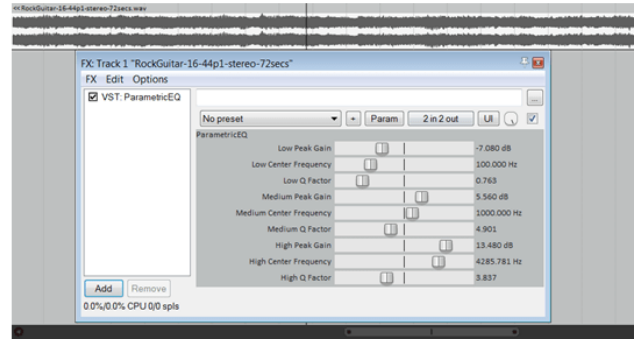 <<RockGuitar-16-44p1-stereo-72secs.wav
FX: Track 1 "RockGuitar-16-44p1-stereo-72secs"
FX Edit Options
VST: ParametricEQ
...
No preset + Param 2 in 2 out UI
ParametricEQ
Low Peak Gain -7.080 dB
Low Center Frequency 100.000 Hz
Low Q Factor 0.763
Medium Peak Gain 5.560 dB
Medium Center Frequency 1000.000 Hz
Medium Q Factor 4.901
High Peak Gain 13.480 dB
High Center Frequency 4285.781 Hz
High Q Factor 3.837
Add Remove
0.0%/0.0% CPU 0/0 spls